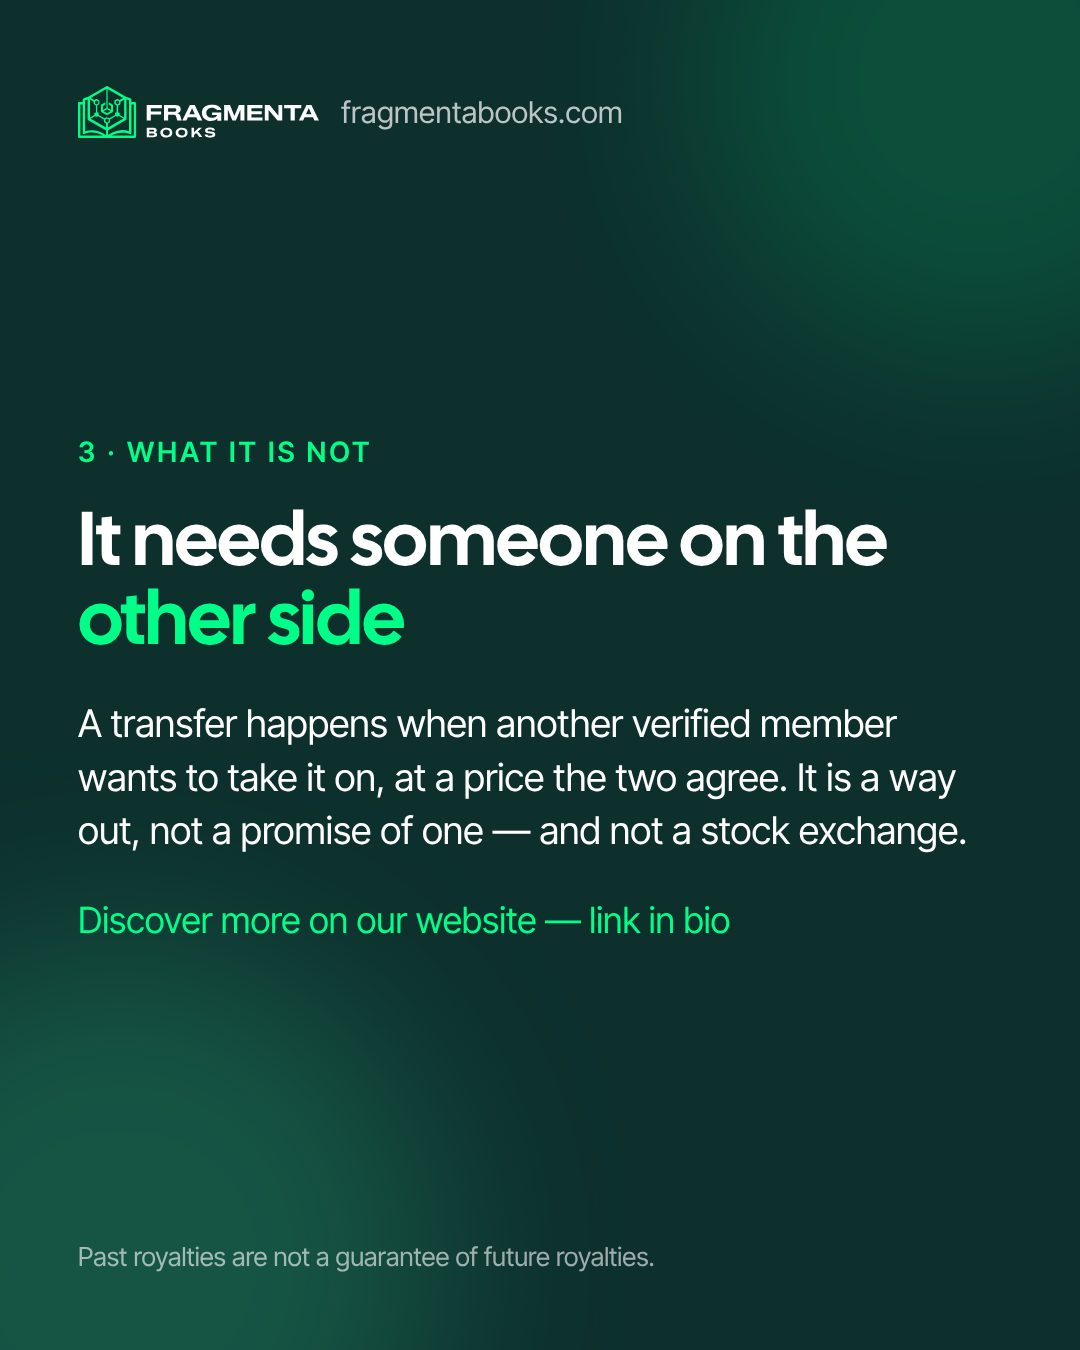 FRAGMENTA
BOOKS
fragmentabooks.com
3 · WHAT IT IS NOT
It needs someone on the
other side
A transfer happens when another verified member
wants to take it on, at a price the two agree. It is a way
out, not a promise of one — and not a stock exchange.
Discover more on our website — link in bio
Past royalties are not a guarantee of future royalties.